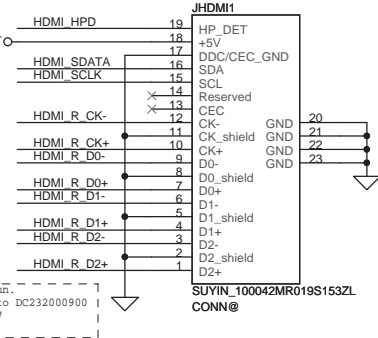 JHDMI1
HDMI_HPD 19 HP_DET
18 +5V
17 DDC/CEC_GND
HDMI_SDATA 16 SDA
HDMI_SCLK 15 SCL
14 Reserved
13 CEC
HDMI_R_CK- 12 CK- GND 20
11 CK_shield GND 21
HDMI_R_CK+ 10 CK+ GND 22
HDMI_R_D0- 9 D0- GND 23
8 D0_shield
HDMI_R_D0+ 7 D0+
HDMI_R_D1- 6 D1-
5 D1_shield
HDMI_R_D1+ 4 D1+
HDMI_R_D2- 3 D2-
2 D2_shield
HDMI_R_D2+ 1 D2+
SUYIN_100042MR019S153ZL
CONN@
DC232000900